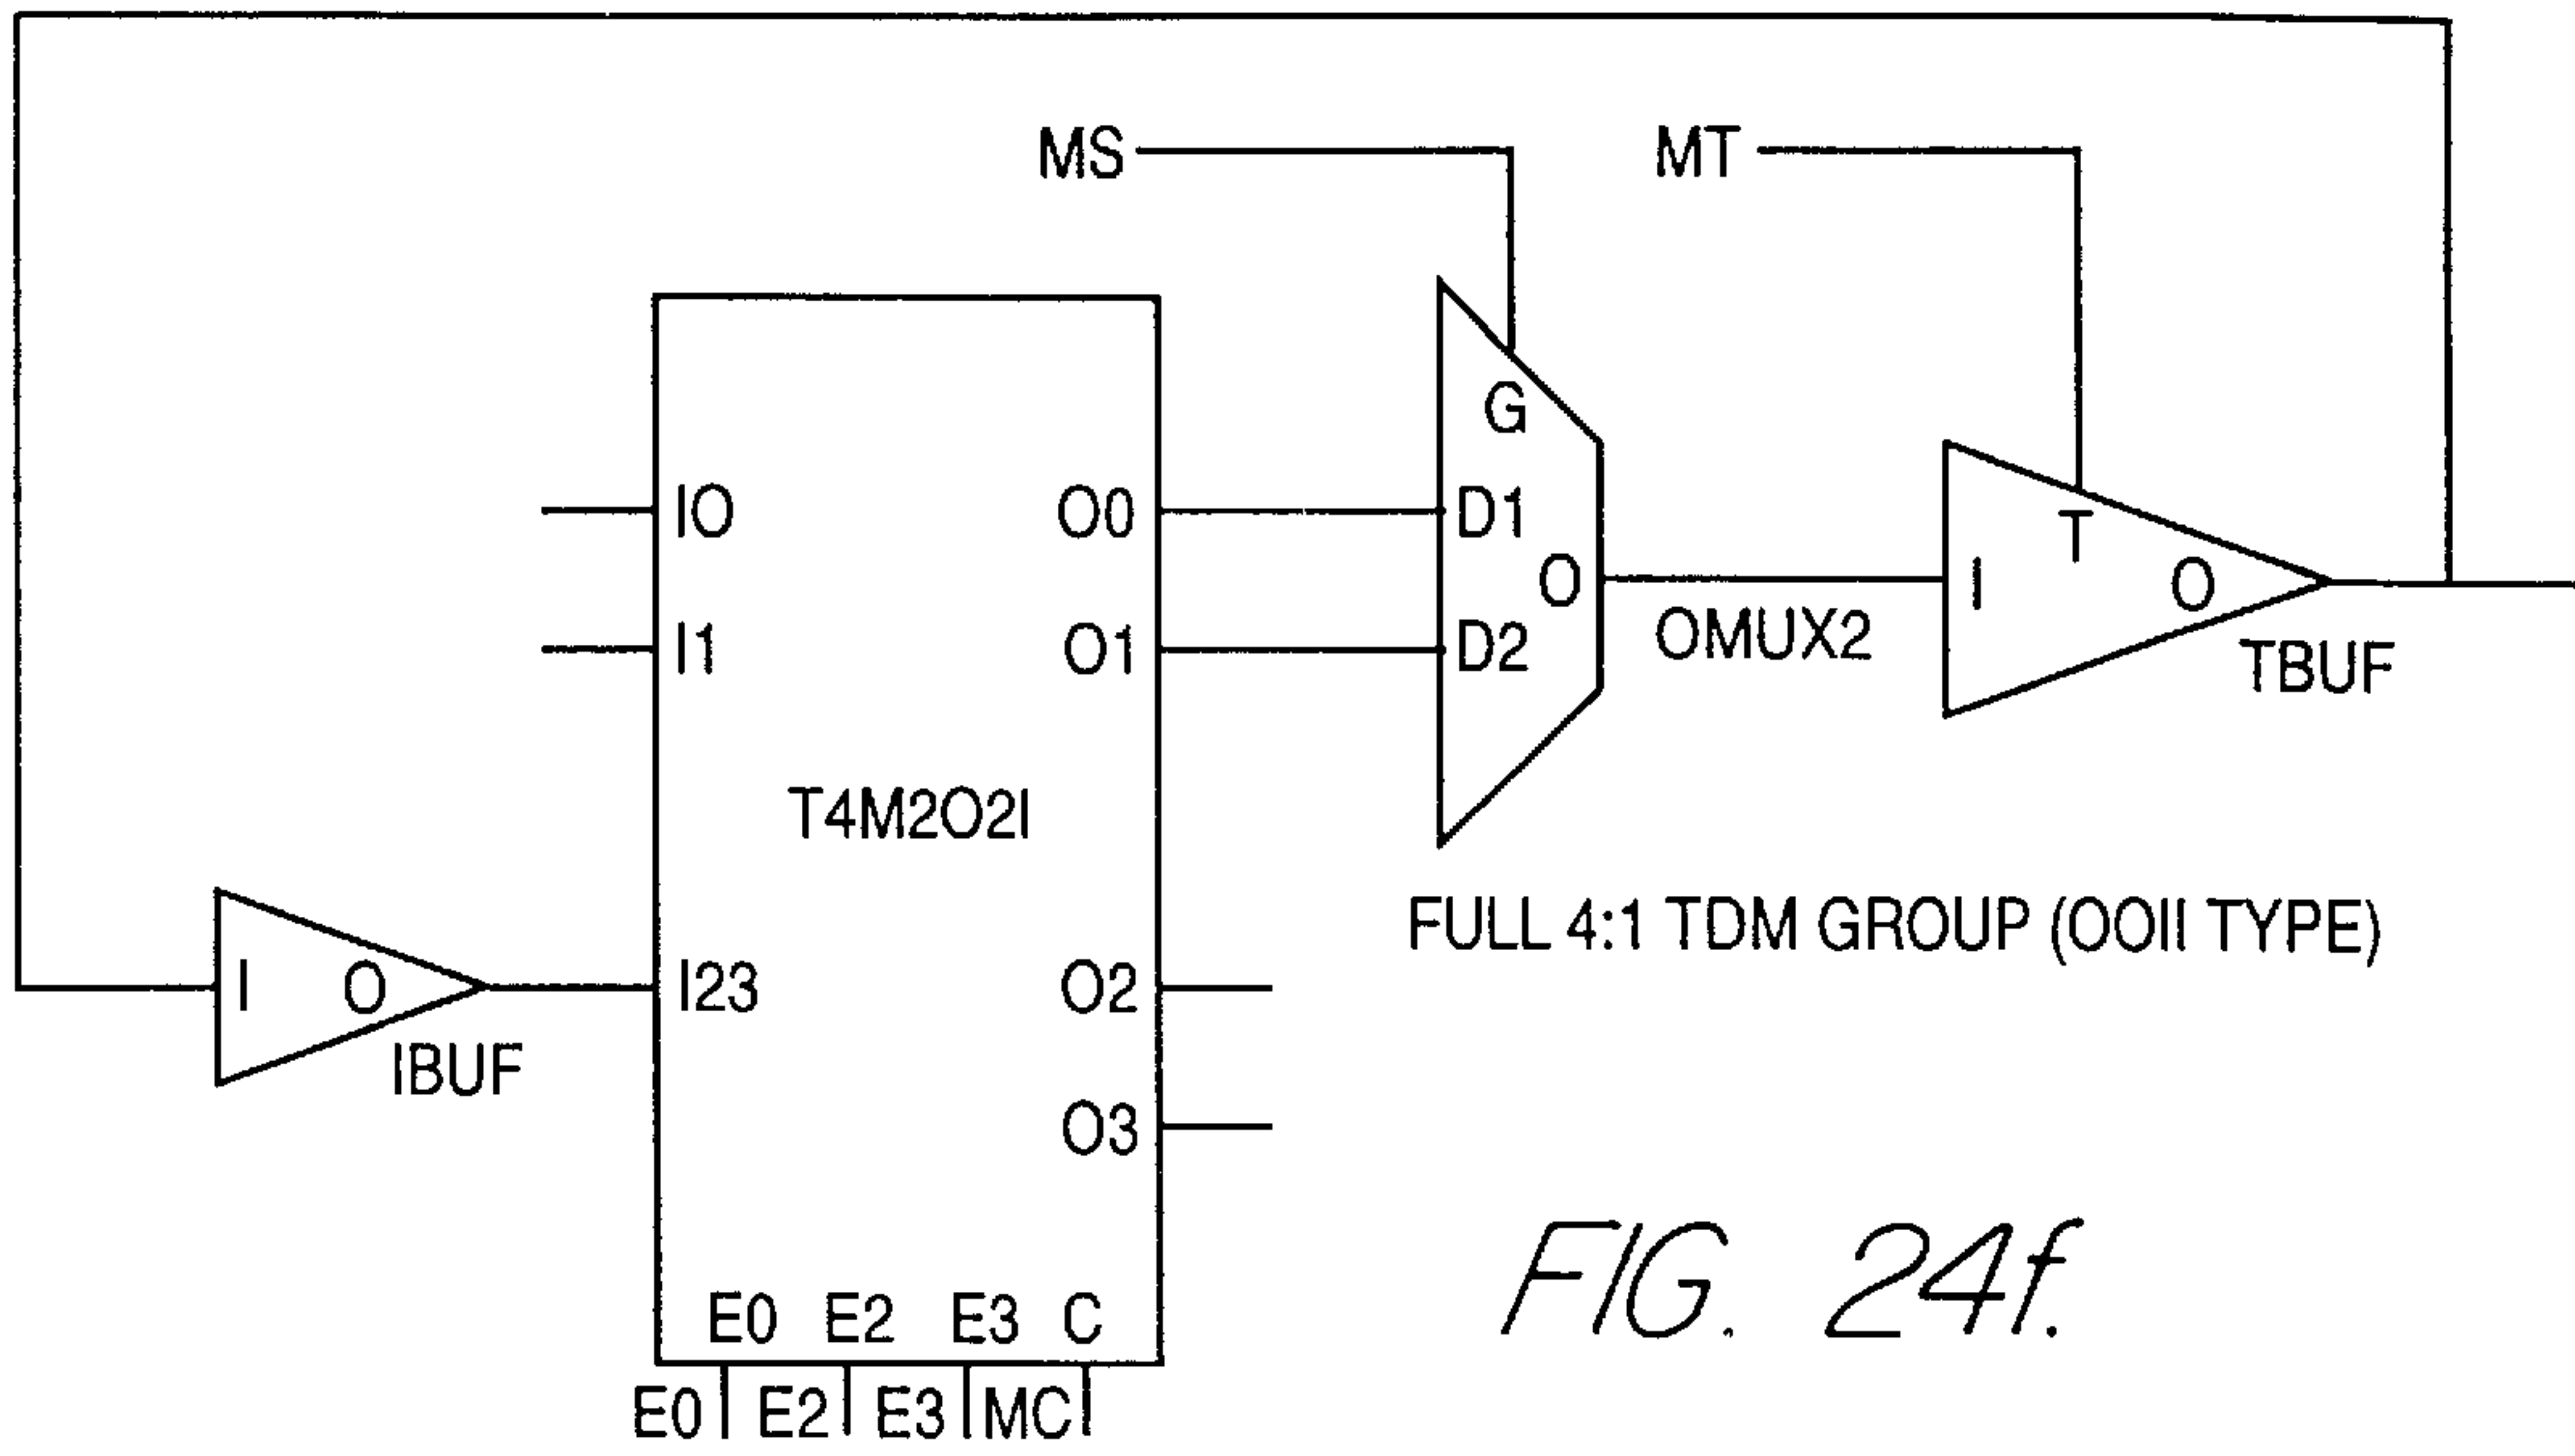 MS
MT
G
IO
O0
D1
T
I1
O1
D2
O
I
O
OMUX2
TBUF
T4M2O2I
FULL 4:1 TDM GROUP (OOII TYPE)
I
O
I23
O2
IBUF
O3
E0 E2 E3 C
E0 E2 E3 MC
FIG. 24f.